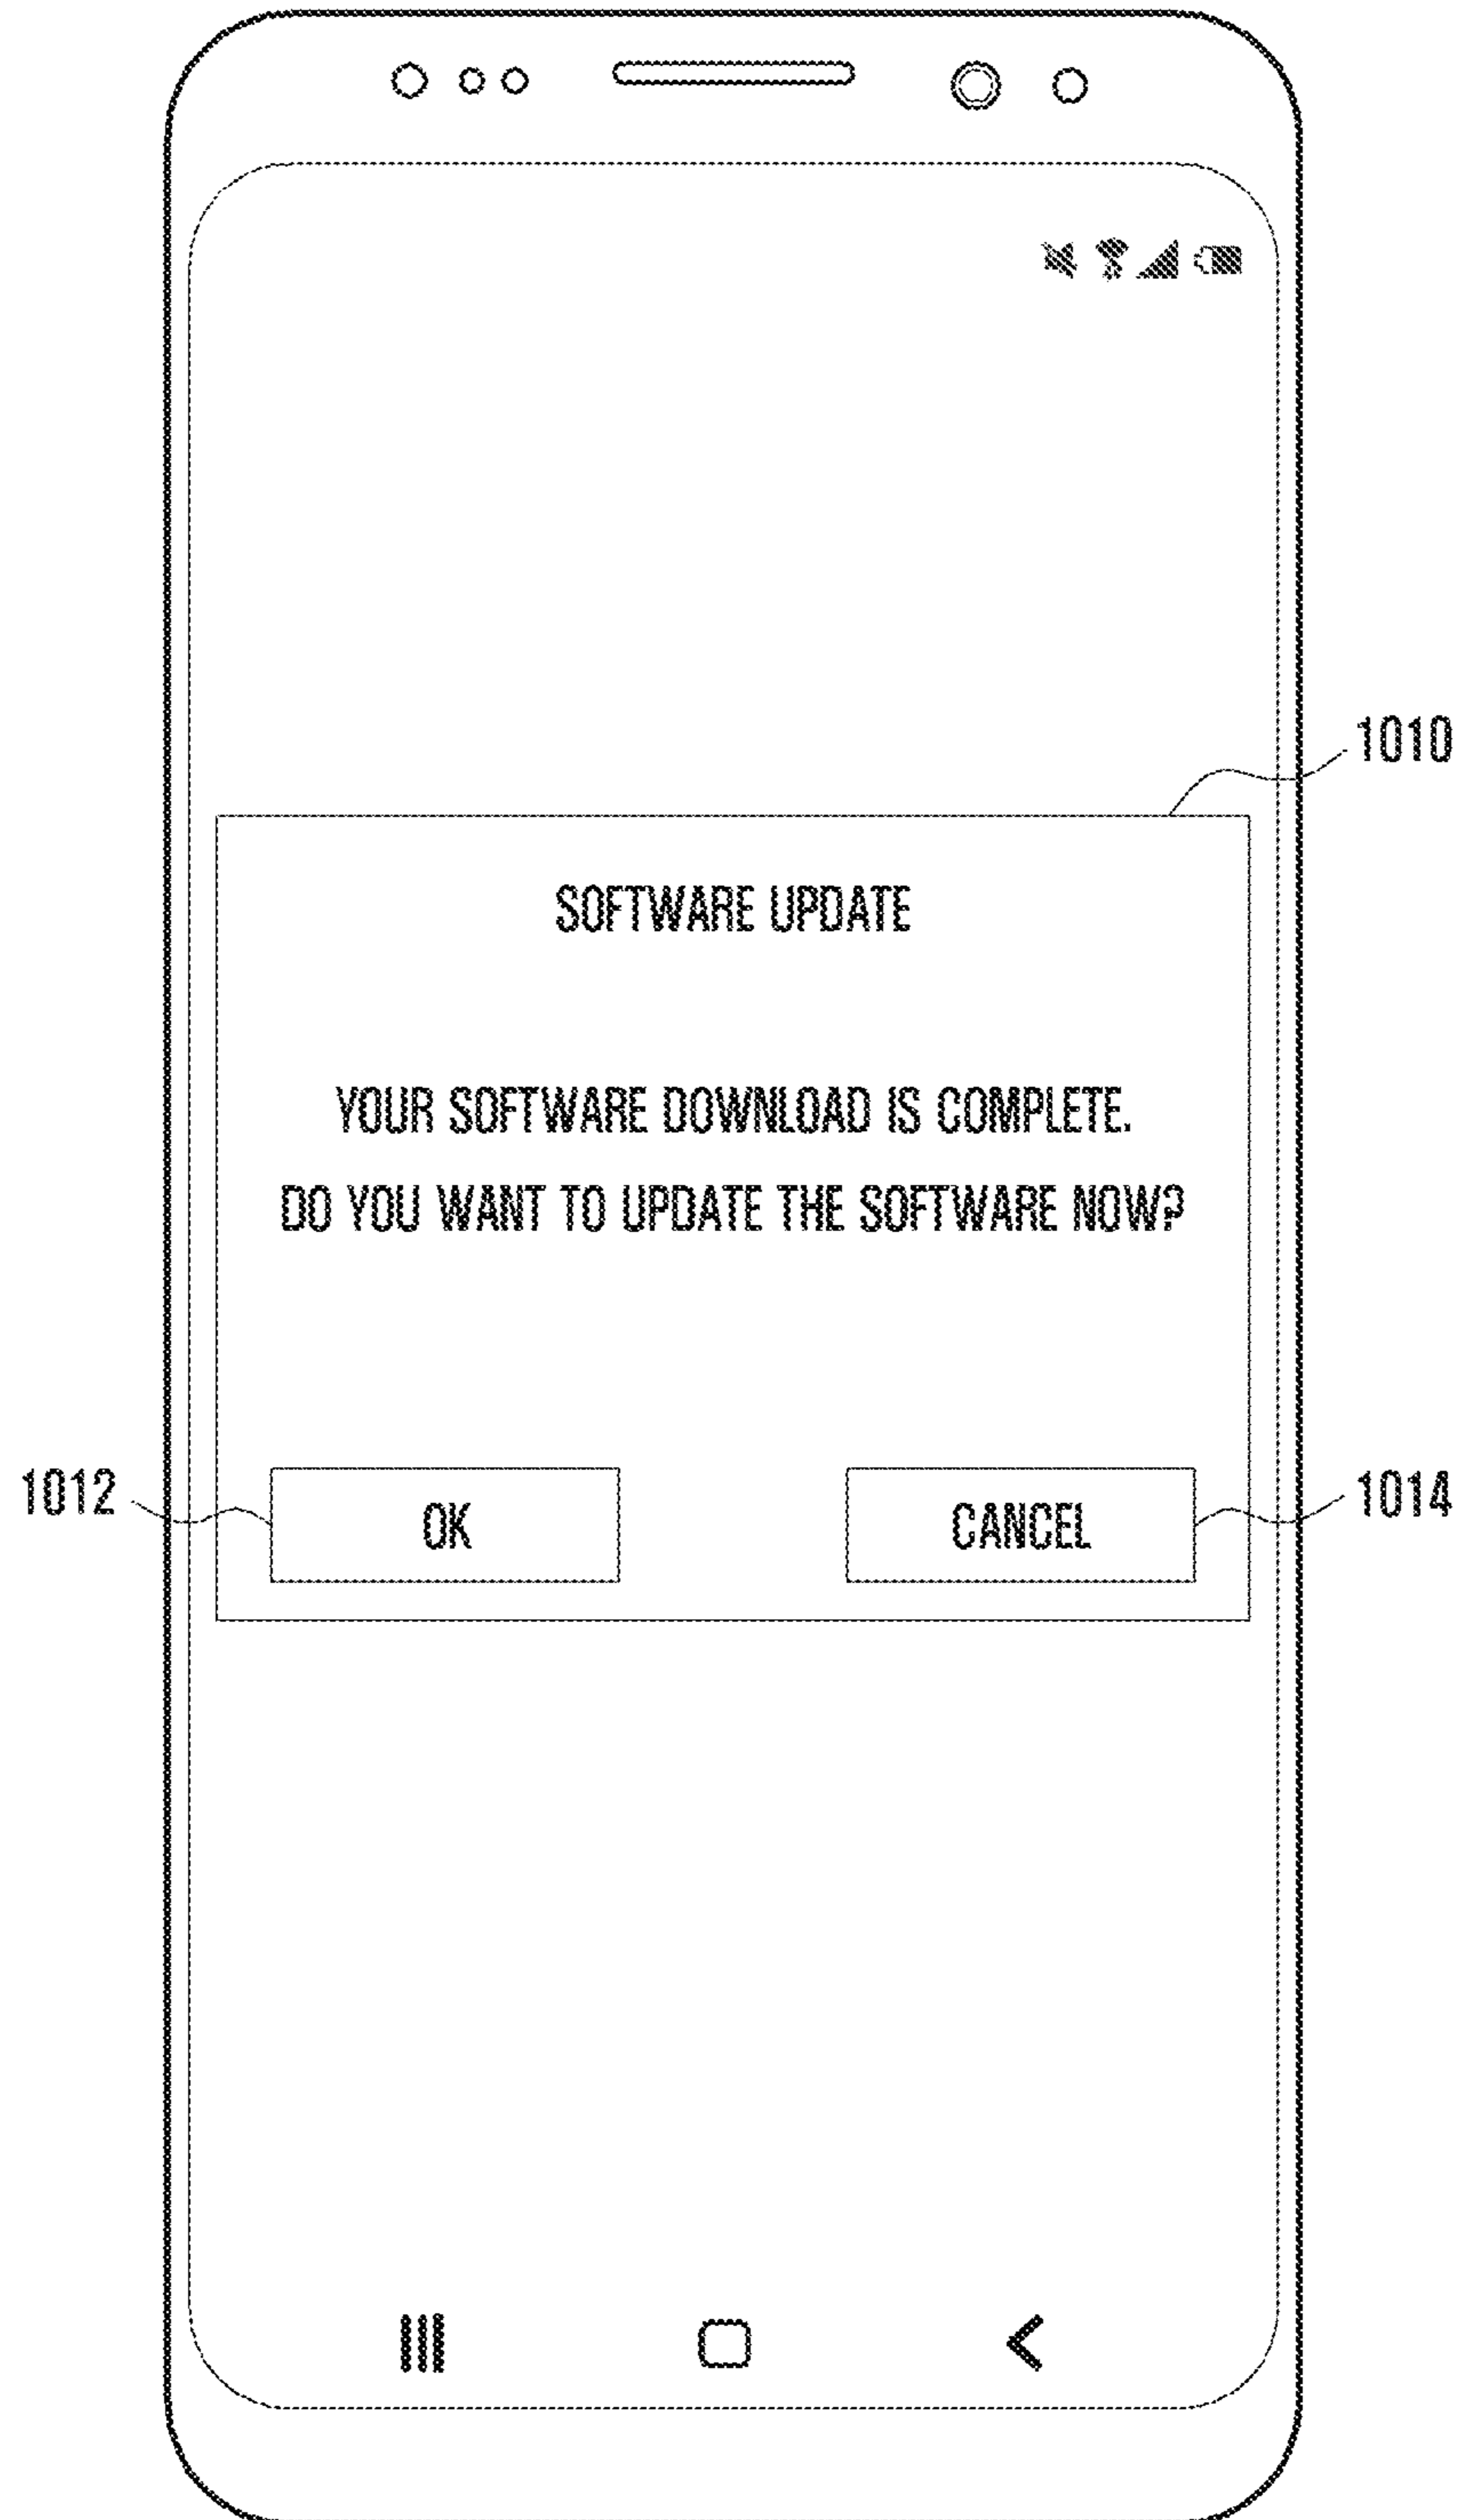 1010
SOFTWARE UPDATE
YOUR SOFTWARE DOWNLOAD IS COMPLETE.
DO YOU WANT TO UPDATE THE SOFTWARE NOW?
1012
OK
CANCEL
1014